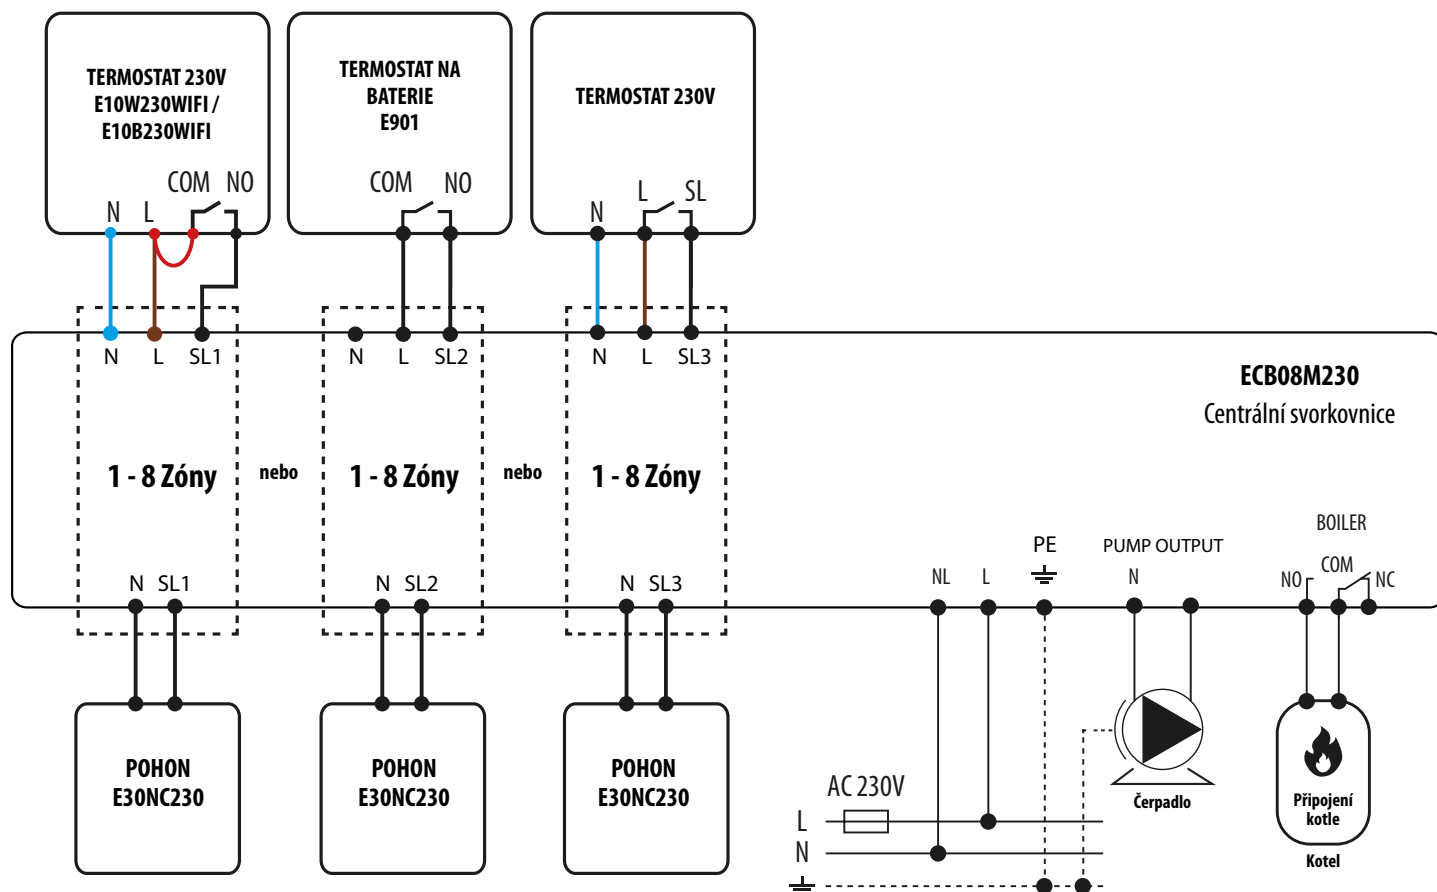 TERMOSTAT 230V
E10W230WIFI /
E10B230WIFI
COM NO
N L
TERMOSTAT NA
BATERIE
E901
COM NO
TERMOSTAT 230V
N L SL
N L SL1
N L SL2
N L SL3
ECB08M230
Centrální svorkovnice
1 - 8 Zóny
nebo
1 - 8 Zóny
nebo
1 - 8 Zóny
N SL1
N SL2
N SL3
NL L PE
PUMP OUTPUT
N
BOILER
NO COM NC
POHON
E30NC230
POHON
E30NC230
POHON
E30NC230
AC 230V
L
N
Čerpadlo
Připojení
kotle
Kotel